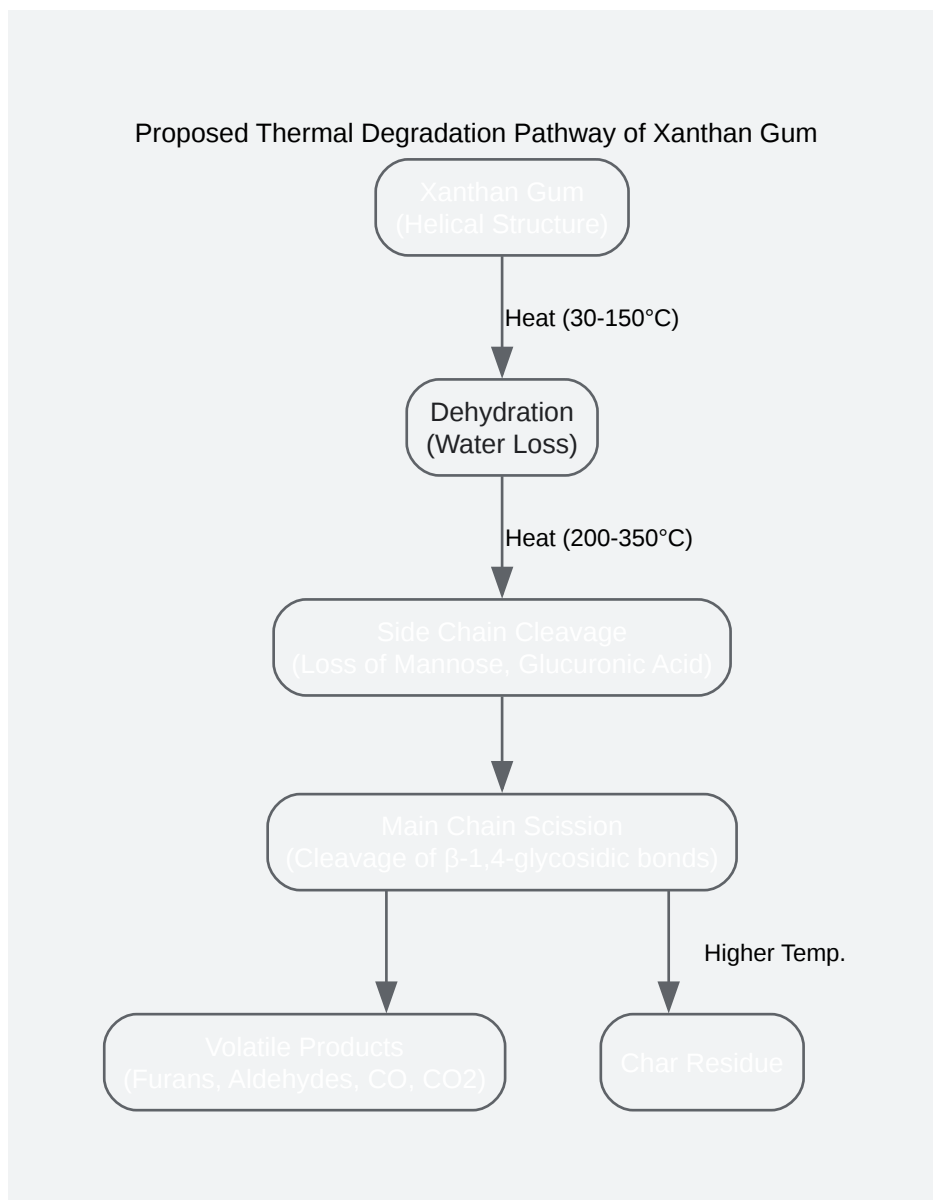 Proposed Thermal Degradation Pathway of Xanthan Gum
Xanthan Gum
(Helical Structure)
Heat (30-150°C)
Dehydration
(Water Loss)
Heat (200-350°C)
Side Chain Cleavage
(Loss of Mannose, Glucuronic Acid)
Main Chain Scission
(Cleavage of β-1,4-glycosidic bonds)
Higher Temp.
Volatile Products
(Furans, Aldehydes, CO, CO2)
Char Residue